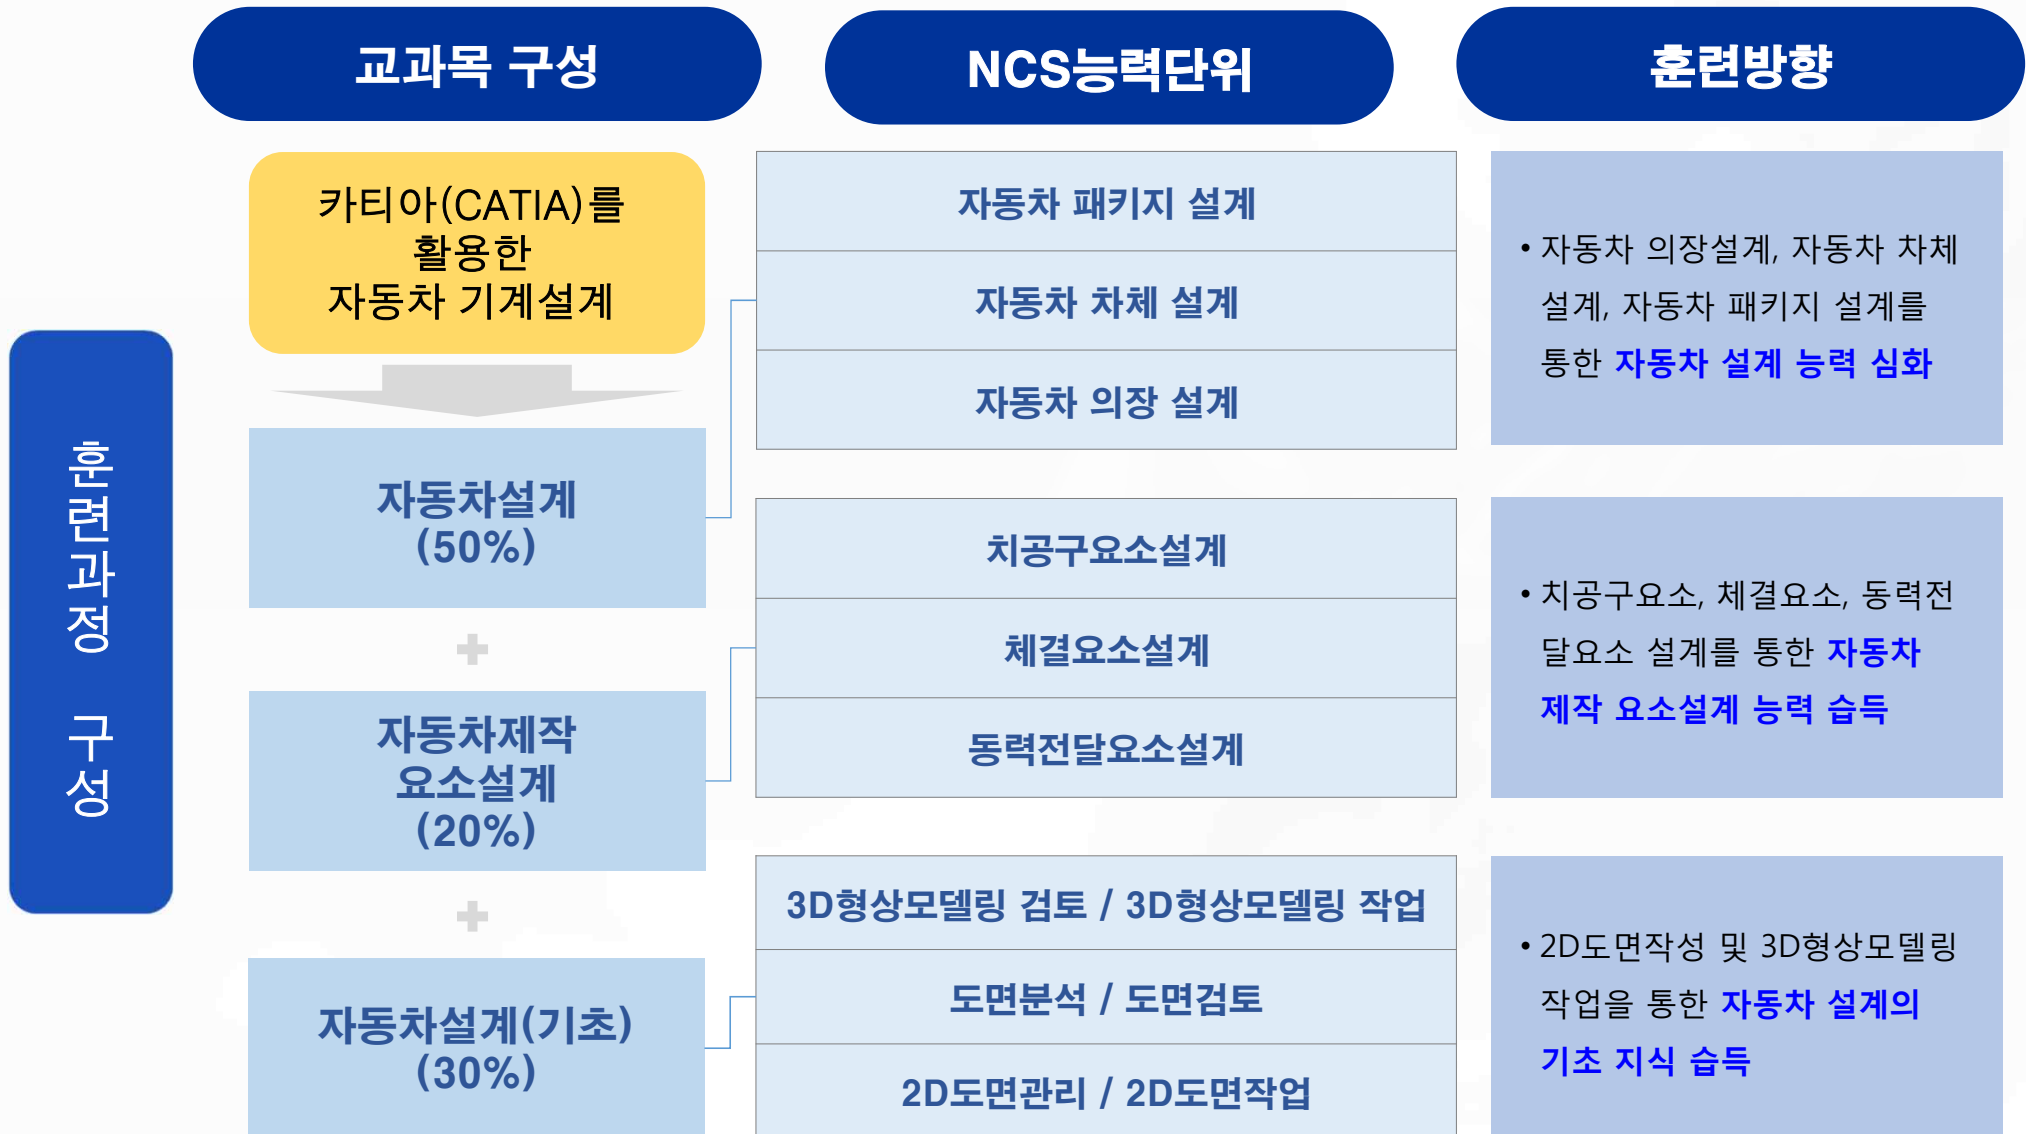 교과목 구성
NCS능력단위
훈련방향
훈련과정 구성
카티아(CATIA)를
활용한
자동차 기계설계
자동차설계
(50%)
자동차제작
요소설계
(20%)
자동차설계(기초)
(30%)
자동차 패키지 설계
자동차 차체 설계
자동차 의장 설계
치공구요소설계
체결요소설계
동력전달요소설계
3D형상모델링 검토 / 3D형상모델링 작업
도면분석 / 도면검토
2D도면관리 / 2D도면작업
• 자동차 의장설계, 자동차 차체
설계, 자동차 패키지 설계를
통한 자동차 설계 능력 심화
• 치공구요소, 체결요소, 동력전
달요소 설계를 통한 자동차
제작 요소설계 능력 습득
• 2D도면작성 및 3D형상모델링
작업을 통한 자동차 설계의
기초 지식 습득